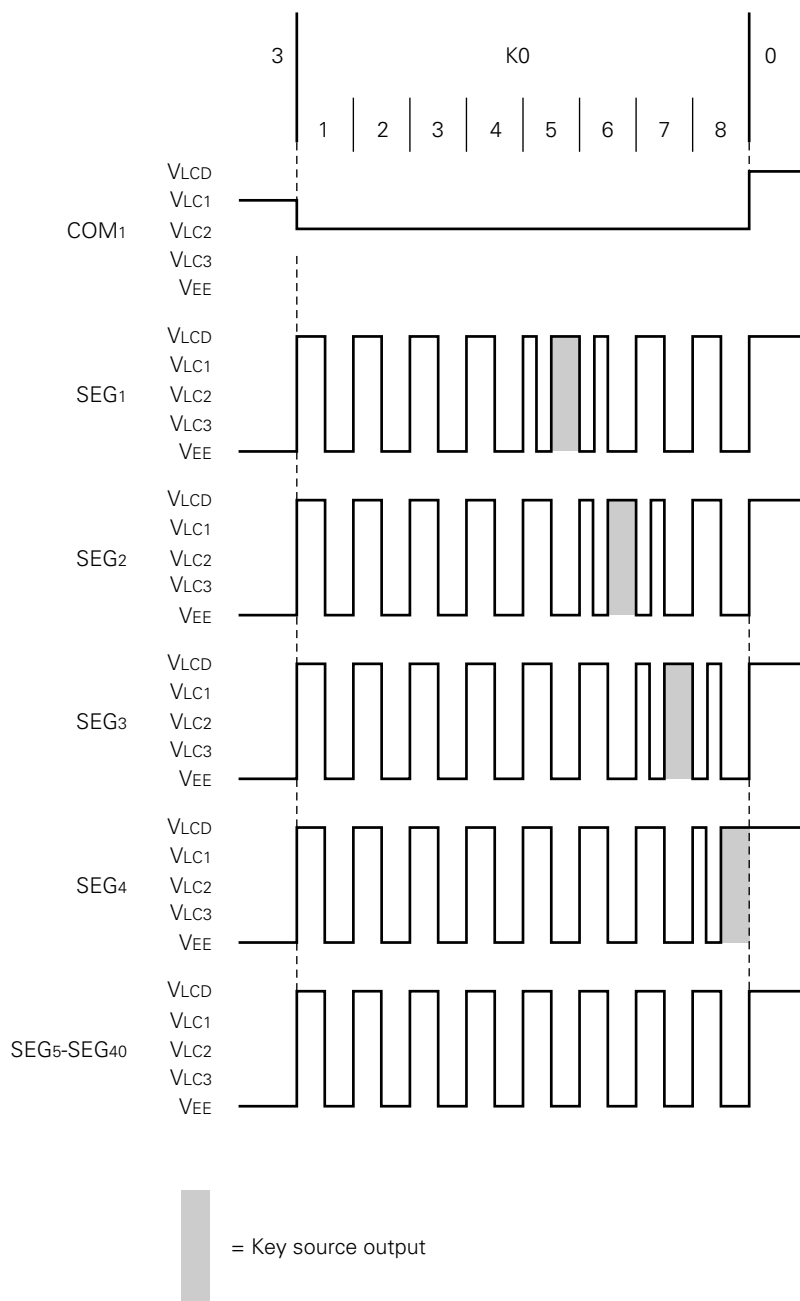 3 K0 0
1 2 3 4 5 6 7 8
VLCD
VLC1
COM1 VLC2
VLC3
VEE
VLCD
VLC1
SEG1 VLC2
VLC3
VEE
VLCD
VLC1
SEG2 VLC2
VLC3
VEE
VLCD
VLC1
SEG3 VLC2
VLC3
VEE
VLCD
VLC1
SEG4 VLC2
VLC3
VEE
VLCD
VLC1
SEG5-SEG40 VLC2
VLC3
VEE
= Key source output